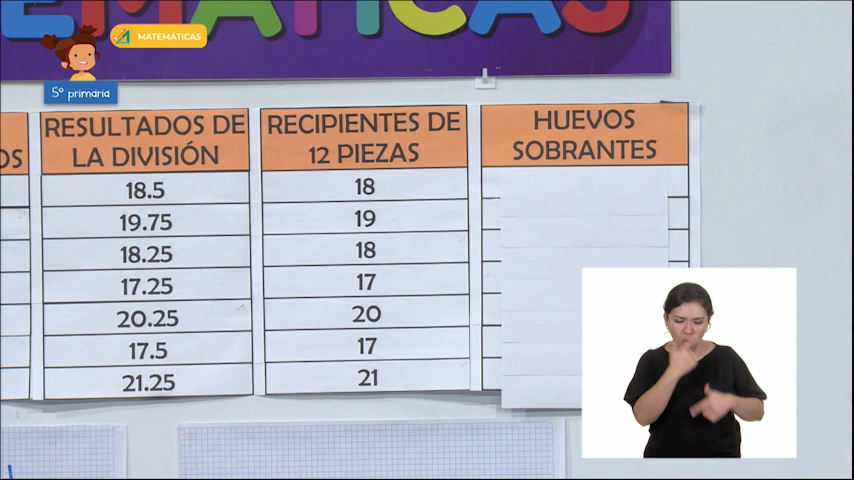 MATEMÁTICAS
5º primaria
RESULTADOS DE
LA DIVISIÓN
RECIPIENTES DE
12 PIEZAS
HUEVOS
SOBRANTES
18.5
18
19.75
19
18.25
18
17.25
17
20.25
20
17.5
17
21.25
21